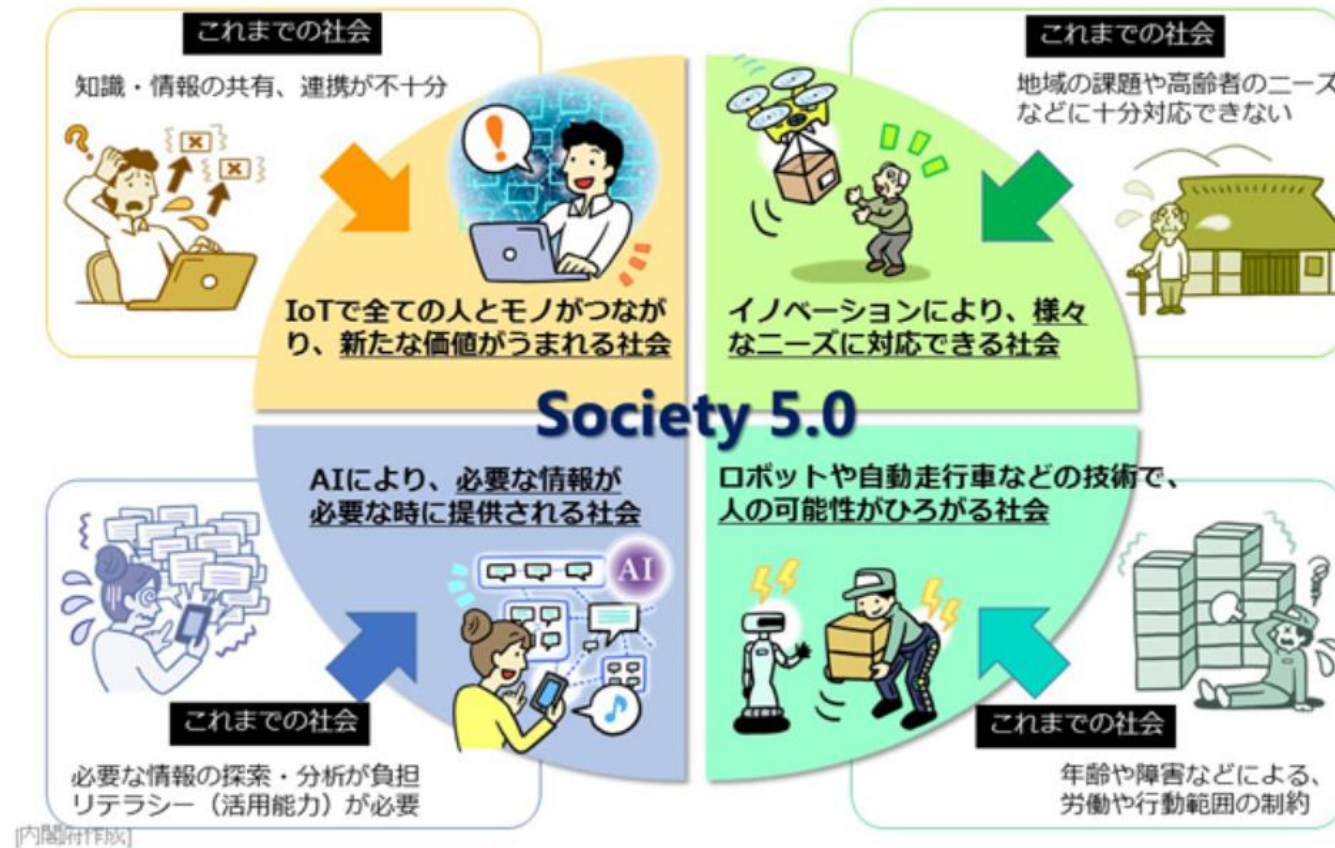 これまでの社会
知識・情報の共有、連携が不十分
IoTで全ての人とモノがつなが
り、新たな価値がうまれる社会
これまでの社会
地域の課題や高齢者のニーズ
などに十分対応できない
イノベーションにより、様々
なニーズに対応できる社会
Society 5.0
AIにより、必要な情報が
必要な時に提供される社会
AI
これまでの社会
必要な情報の探索・分析が負担
リテラシー（活用能力）が必要
ロボットや自動走行車などの技術で、
人の可能性がひろがる社会
これまでの社会
年齢や障害などによる、
労働や行動範囲の制約
[内閣府作成]